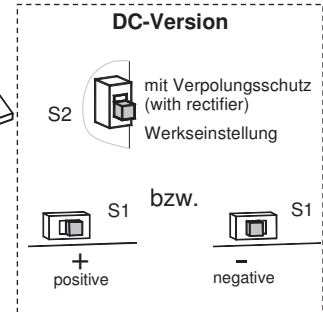 DC-Version
mit Verpolungsschutz
(with rectifier)
S2
Werkseinstellung
bzw.
S1
S1
+
-
positive
negative